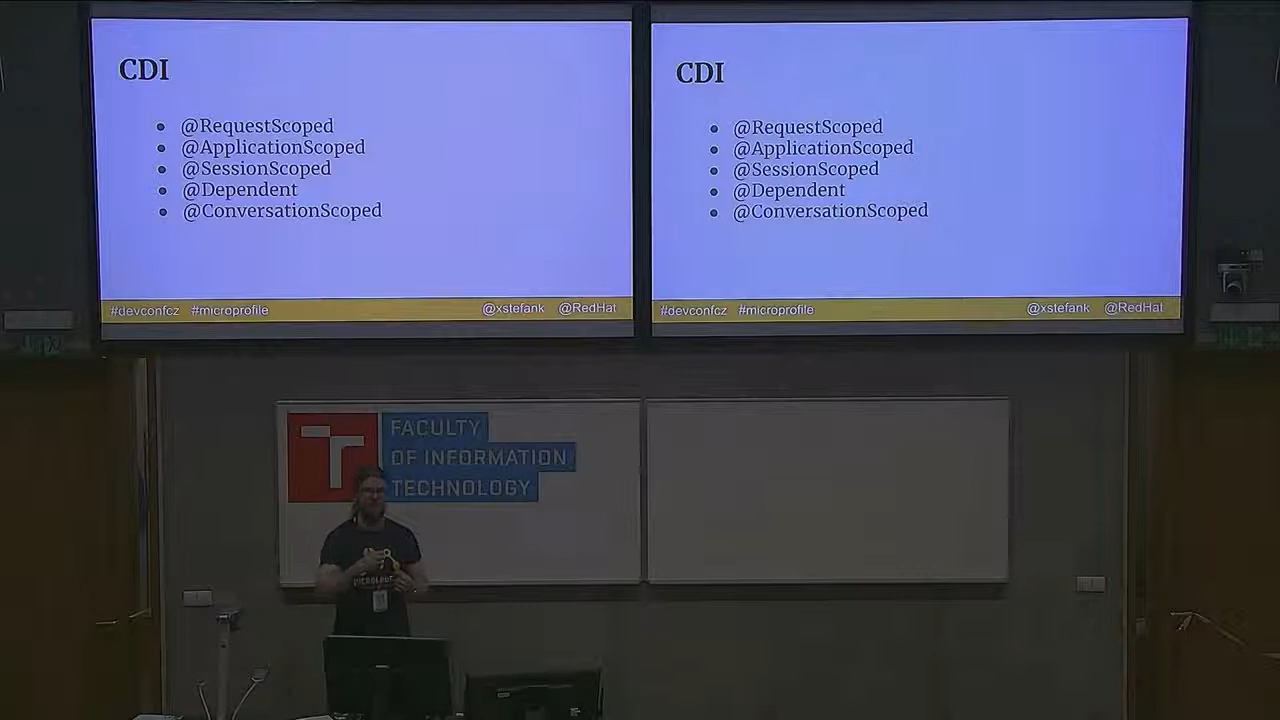 CDI
@RequestScoped
@ApplicationScoped
@SessionScoped
@Dependent
@ConversationScoped
#devconfcz #microprofile @xstefank @RedHat
CDI
@RequestScoped
@ApplicationScoped
@SessionScoped
@Dependent
@ConversationScoped
#devconfcz #microprofile @xstefank @RedHat
T
FACULTY
OF INFORMATION
TECHNOLOGY